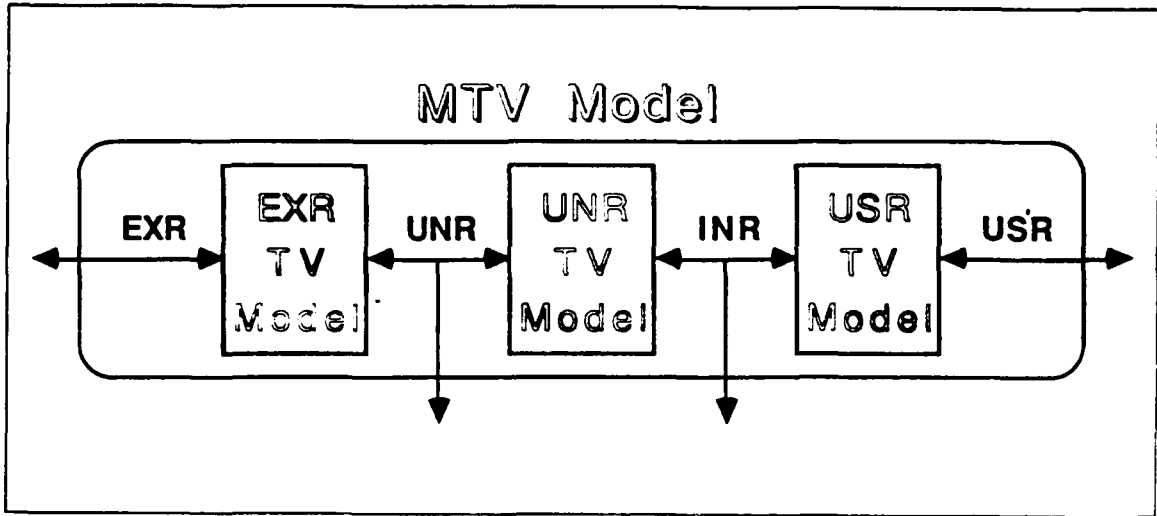 MTV Model
EXR
EXR
TV
Model
UNR
UNR
TV
Model
INR
USR
TV
Model
USR